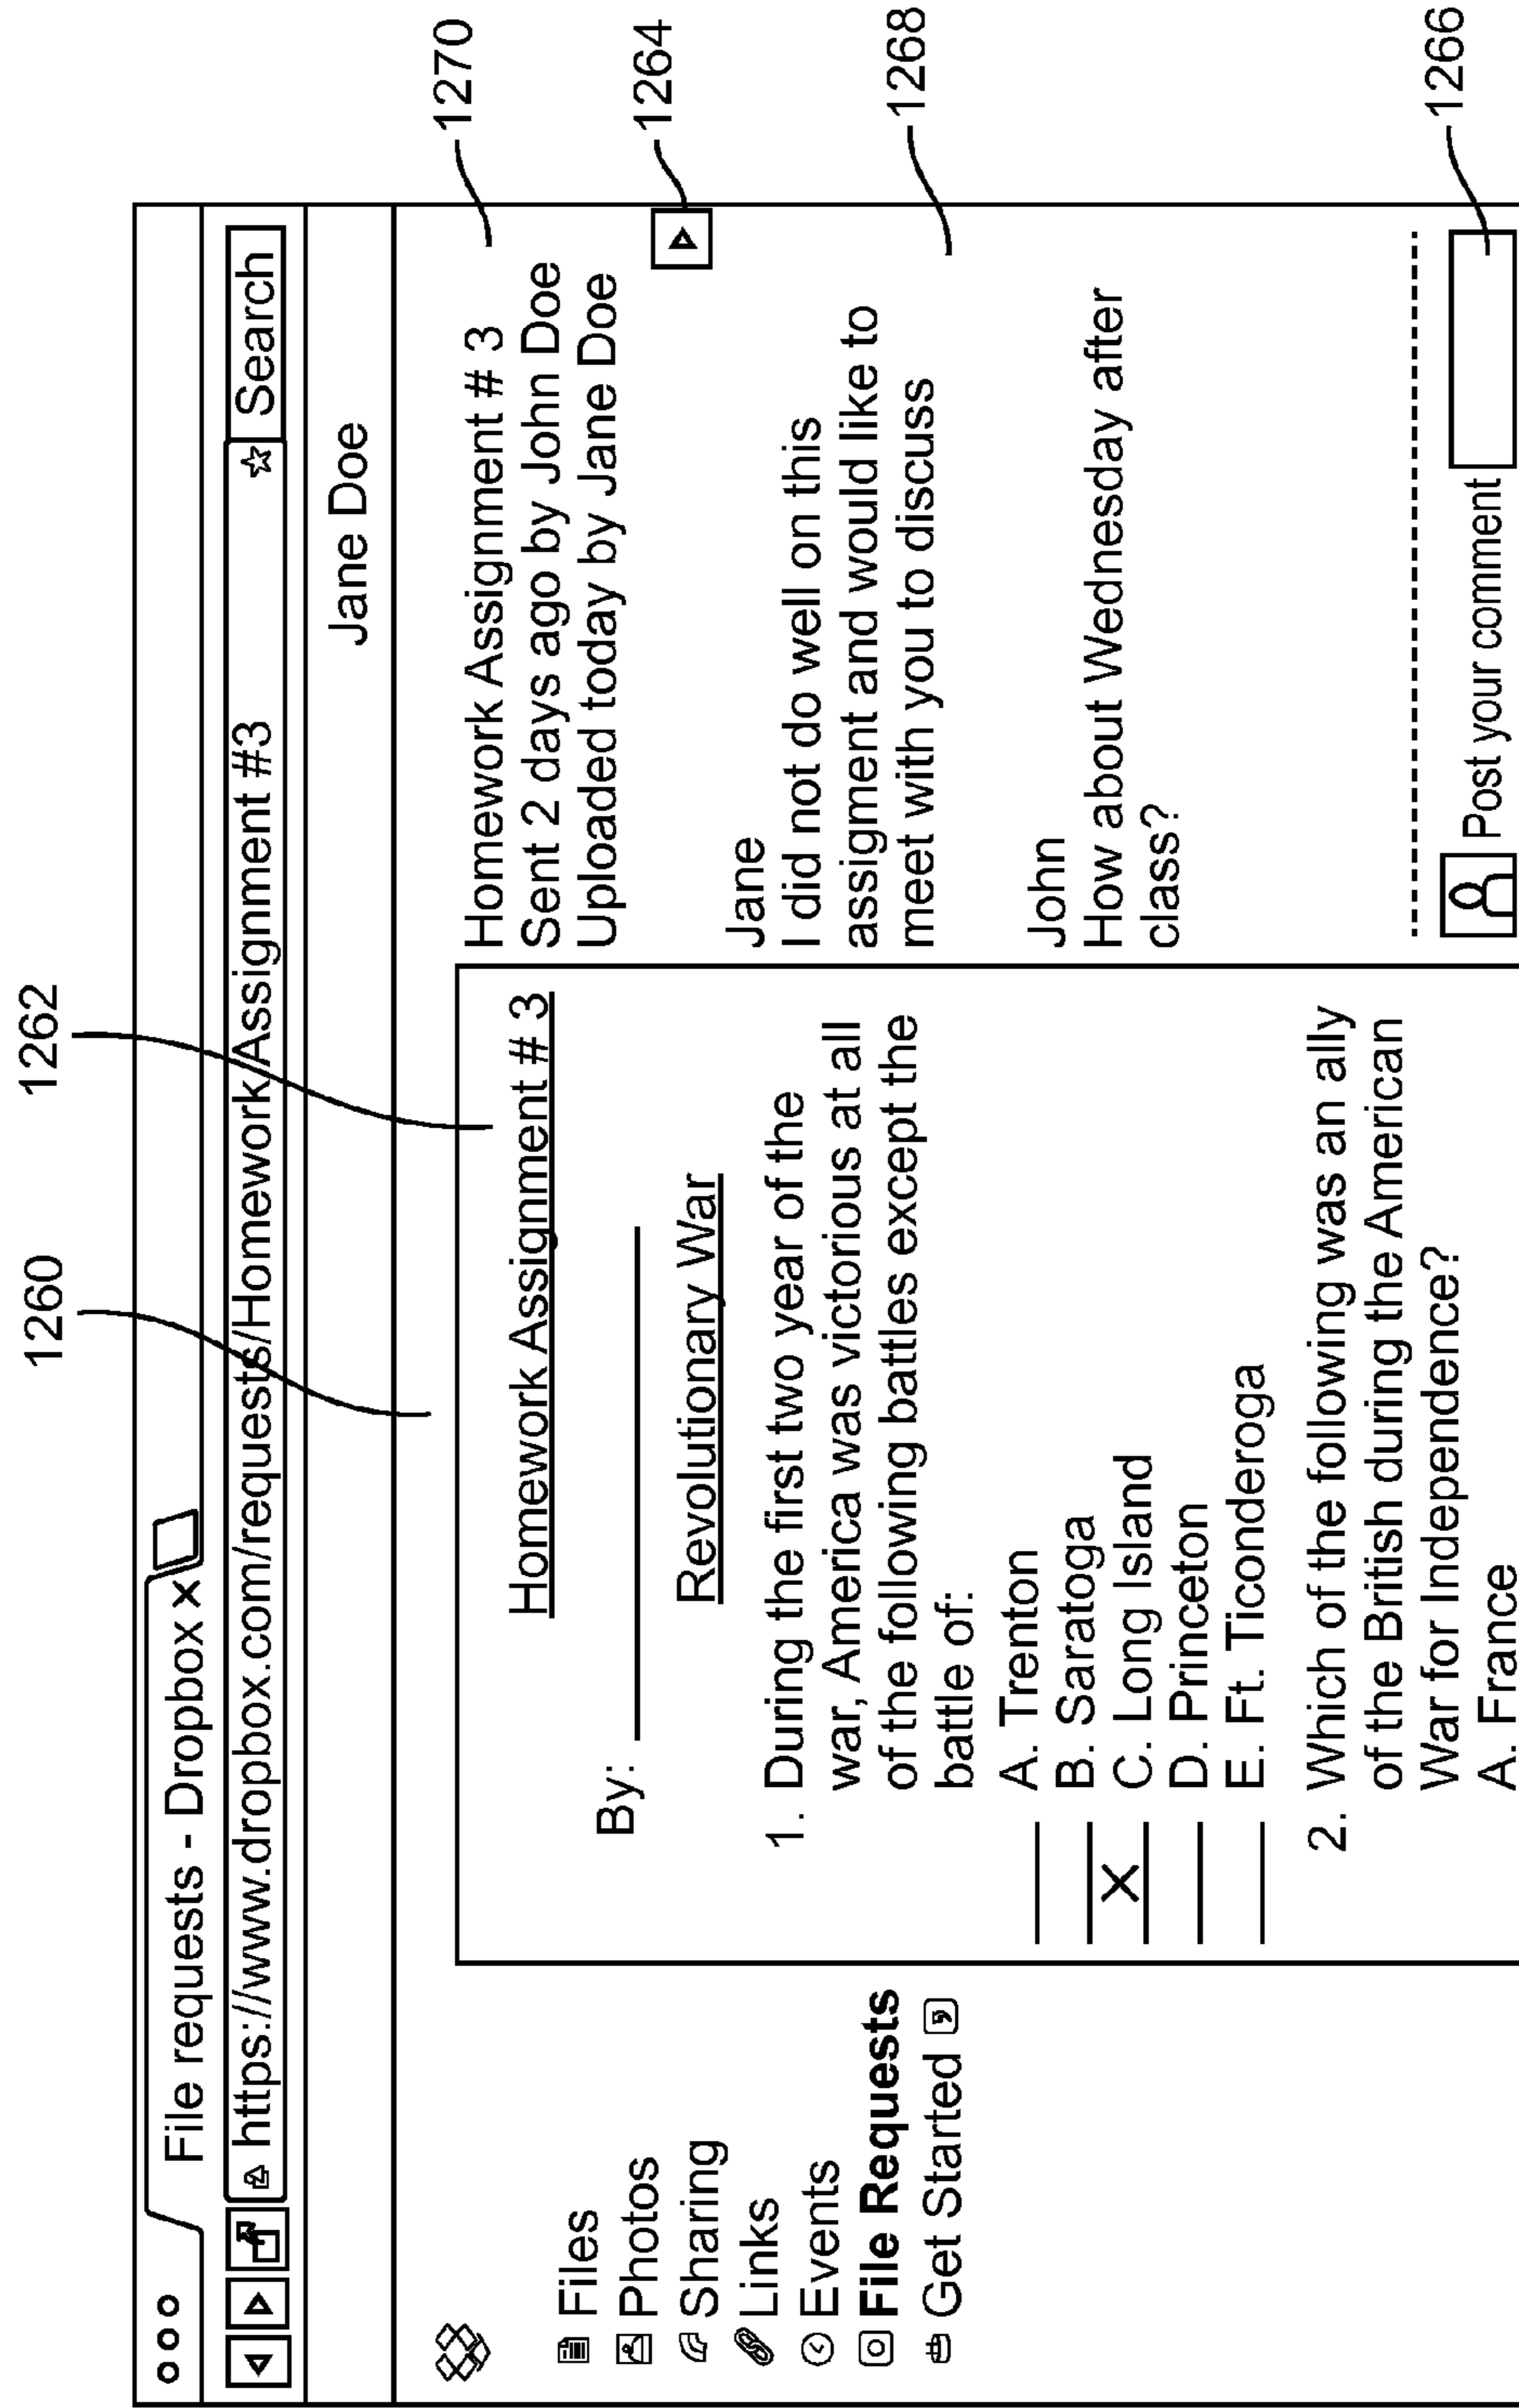 1260
1262
File requests - Dropbox X
https://www.dropbox.com/requests/HomeworkAssignment #3
Search
Jane Doe
Files
Photos
Sharing
Links
Events
File Requests
Get Started
Homework Assignment # 3
By:
Revolutionary War
1. During the first two year of the
war, America was victorious at all
of the following battles except the
battle of:
A. Trenton
B. Saratoga
X C. Long Island
D. Princeton
E. Ft. Ticonderoga
2. Which of the following was an ally
of the British during the American
War for Independence?
A. France
Homework Assignment # 3
Sent 2 days ago by John Doe
Uploaded today by Jane Doe
1270
1264
Jane
I did not do well on this
assigment and would like to
meet with you to discuss
1268
John
How about Wednesday after
class?
Post your comment
1266